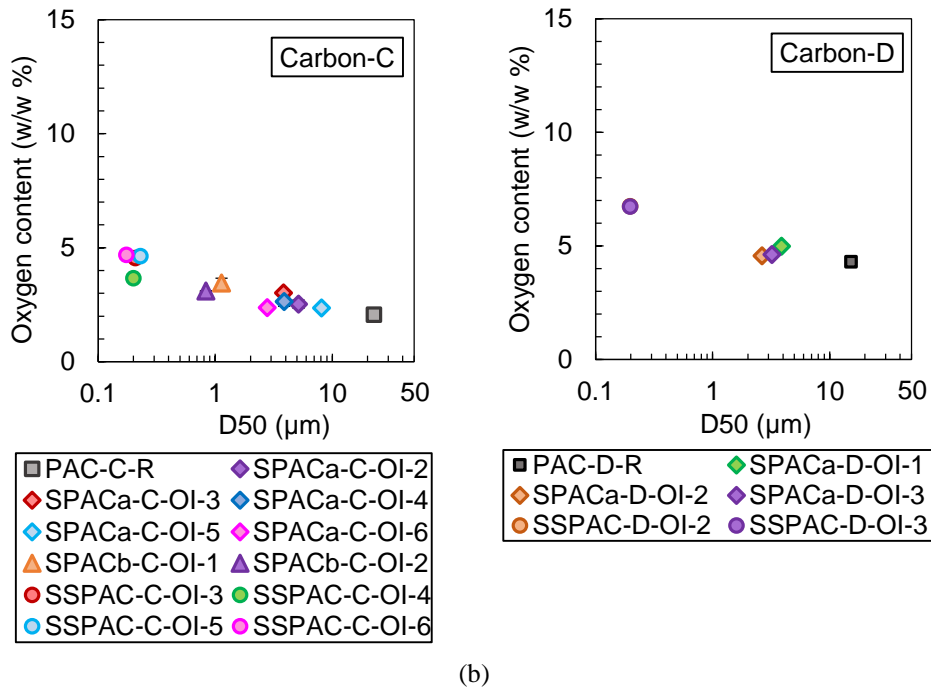 15
10
5
0
Oxygen content (w/w %)
Carbon-C
0.1
1
10
50
D50 (µm)
PAC-C-R
SPACa-C-OI-2
SPACa-C-OI-3
SPACa-C-OI-4
SPACa-C-OI-5
SPACa-C-OI-6
SPACb-C-OI-1
SPACb-C-OI-2
SSPAC-C-OI-3
SSPAC-C-OI-4
SSPAC-C-OI-5
SSPAC-C-OI-6
15
10
5
0
Oxygen content (w/w %)
Carbon-D
0.1
1
10
50
D50 (µm)
PAC-D-R
SPACa-D-OI-1
SPACa-D-OI-2
SPACa-D-OI-3
SSPAC-D-OI-2
SSPAC-D-OI-3
(b)